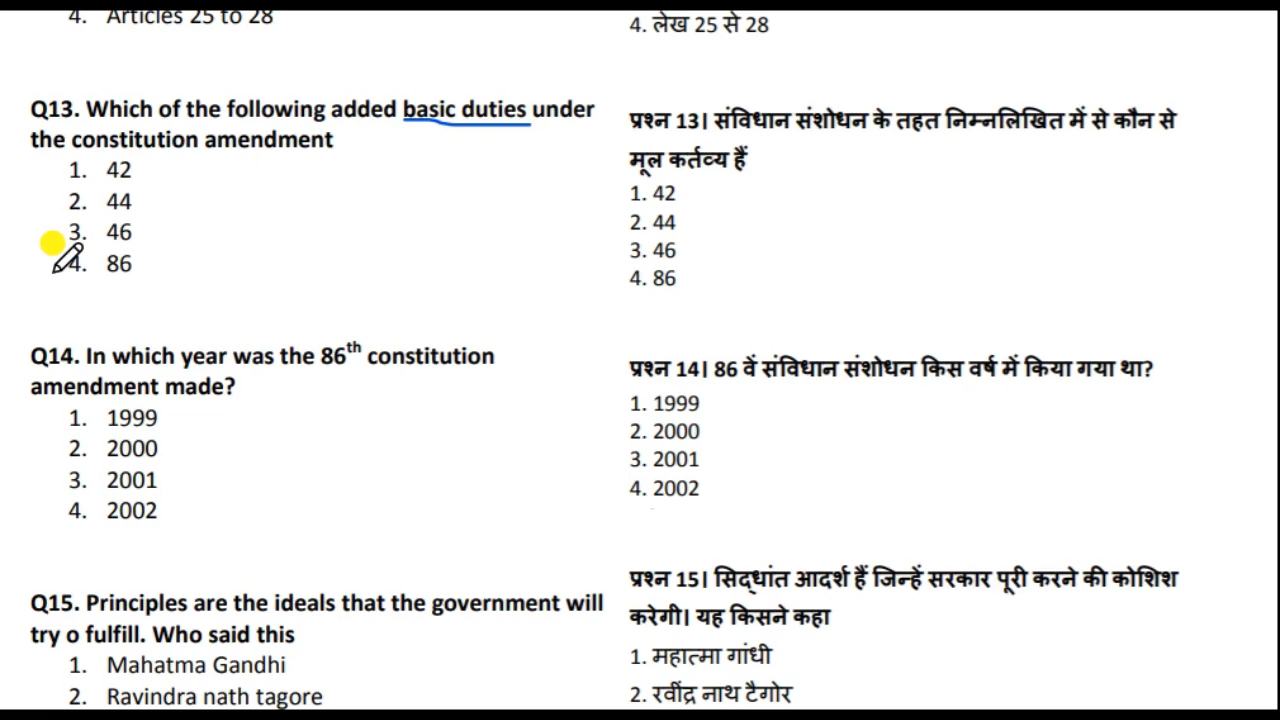 4. Articles 25 to 28
Q13. Which of the following added basic duties under
the constitution amendment
1. 42
2. 44
3. 46
4. 86
Q14. In which year was the 86th constitution
amendment made?
1. 1999
2. 2000
3. 2001
4. 2002
Q15. Principles are the ideals that the government will
try o fulfill. Who said this
1. Mahatma Gandhi
2. Ravindra nath tagore
4. लेख 25 से 28
प्रश्न 13। संविधान संशोधन के तहत निम्नलिखित में से कौन से
मूल कर्तव्य हैं
1. 42
2. 44
3. 46
4. 86
प्रश्न 14। 86 वें संविधान संशोधन किस वर्ष में किया गया था?
1. 1999
2. 2000
3. 2001
4. 2002
प्रश्न 15। सिद्धांत आदर्श हैं जिन्हें सरकार पूरी करने की कोशिश
करेगी। यह किसने कहा
1. महात्मा गांधी
2. रवींद्र नाथ टैगोर